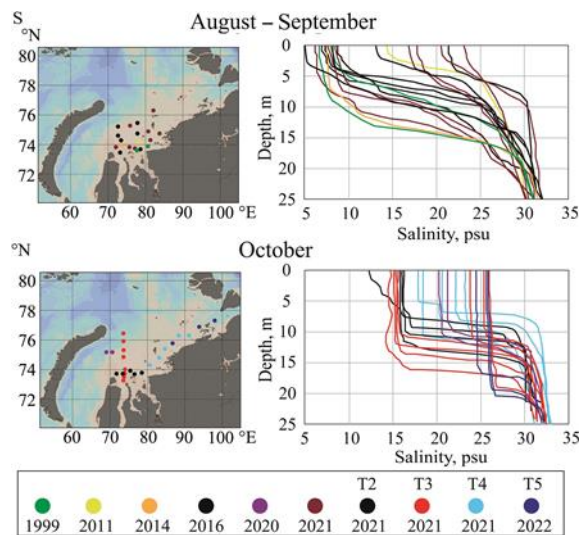 August – September
S
°N
80
78
76
74
72
60 70 80 90 100 °E
Depth, m
0
5
10
15
20
25
5 10 15 20 25 30 35
Salinity, psu
October
°N
80
78
76
74
72
60 70 80 90 100 °E
Depth, m
0
5
10
15
20
25
5 10 15 20 25 30 35
Salinity, psu
T2 T3 T4 T5
1999 2011 2014 2016 2020 2021 2021 2021 2021 2022